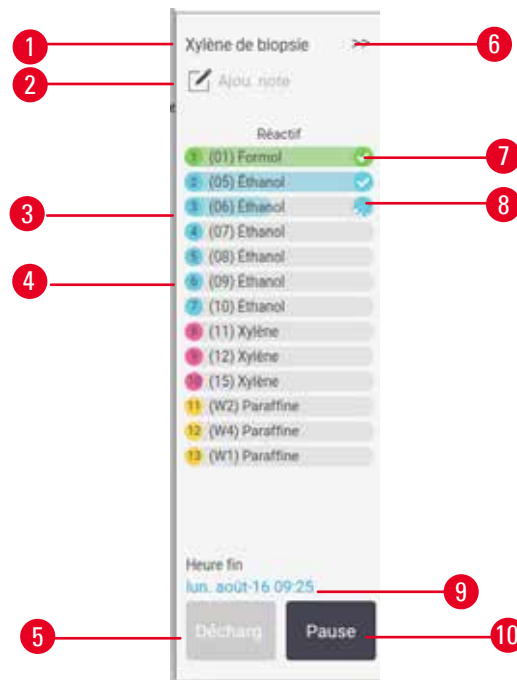 1 Xylène de biopsie >> 6
2 Ajou. note
Réactif
1 (01) Formol 7
2 (05) Éthanol
3 3 (06) Éthanol 8
4 (07) Éthanol
5 (08) Éthanol
4 6 (09) Éthanol
7 (10) Éthanol
8 (11) Xylène
9 (12) Xylène
10 (15) Xylène
11 (W2) Paraffine
12 (W4) Paraffine
13 (W1) Paraffine
Heure fin
lun. août-16 09:25 9
5 Décharg Pause 10